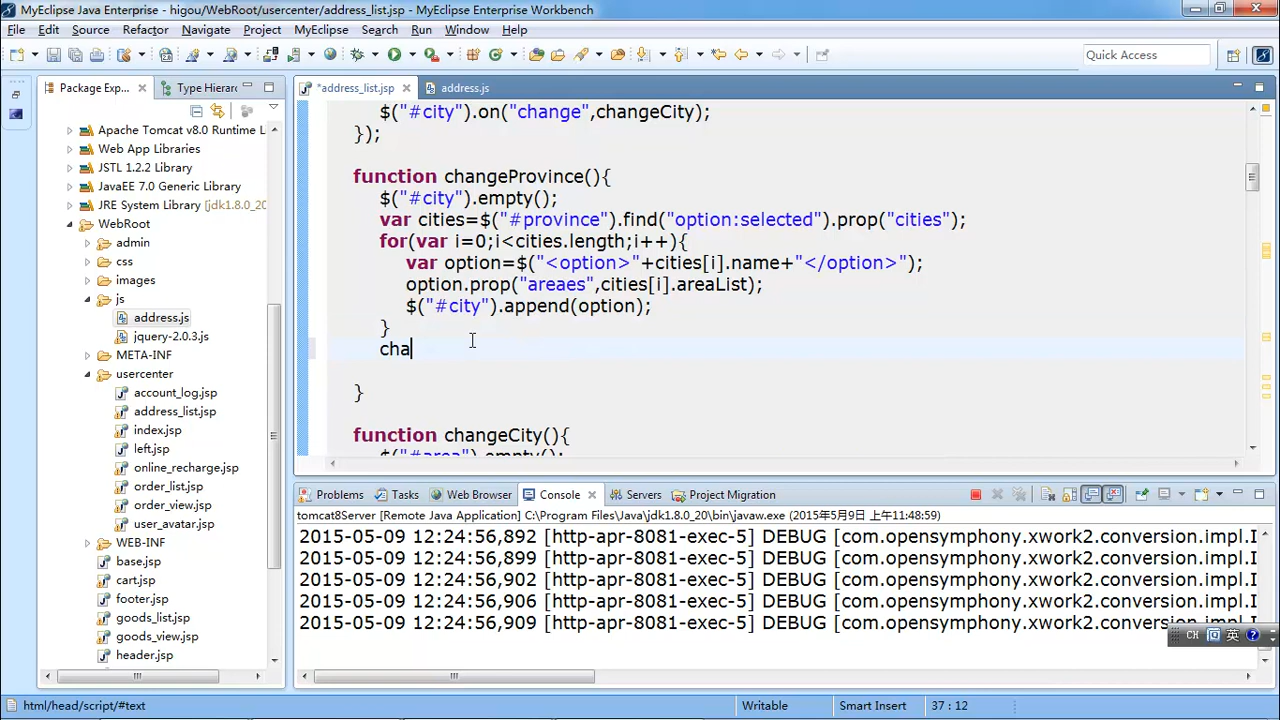 MyEclipse Java Enterprise - higou/WebRoot/usercenter/address_list.jsp - MyEclipse Enterprise Workbench
File Edit Source Refactor Navigate Project MyEclipse Search Run Window Help
Quick Access
Package Exp...
Type Hierarc
*address_list.jsp
address.js
Apache Tomcat v8.0 Runtime L
Web App Libraries
JSTL 1.2.2 Library
JavaEE 7.0 Generic Library
JRE System Library [jdk1.8.0_20
WebRoot
admin
css
images
js
address.js
jquery-2.0.3.js
META-INF
usercenter
account_log.jsp
address_list.jsp
index.jsp
left.jsp
online_recharge.jsp
order_list.jsp
order_view.jsp
user_avatar.jsp
WEB-INF
base.jsp
cart.jsp
footer.jsp
goods_list.jsp
goods_view.jsp
header.jsp
$("#city").on("change",changeCity);
});
function changeProvince(){
$("#city").empty();
var cities=$("#province").find("option:selected").prop("cities");
for(var i=0;i<cities.length;i++){
var option=$("<option>"+cities[i].name+"</option>");
option.prop("areaes",cities[i].areaList);
$("#city").append(option);
}
cha
}
function changeCity(){
$("#area").empty();
Problems Tasks Web Browser Console Servers Project Migration
tomcat8Server [Remote Java Application] C:\Program Files\Java\jdk1.8.0_20\bin\javaw.exe (2015年5月9日 上午11:48:59)
2015-05-09 12:24:56,892 [http-apr-8081-exec-5] DEBUG [com.opensymphony.xwork2.conversion.impl.I
2015-05-09 12:24:56,899 [http-apr-8081-exec-5] DEBUG [com.opensymphony.xwork2.conversion.impl.I
2015-05-09 12:24:56,902 [http-apr-8081-exec-5] DEBUG [com.opensymphony.xwork2.conversion.impl.I
2015-05-09 12:24:56,906 [http-apr-8081-exec-5] DEBUG [com.opensymphony.xwork2.conversion.impl.I
2015-05-09 12:24:56,909 [http-apr-8081-exec-5] DEBUG [com.opensymphony.xwork2.conversion.impl.I
CH 英
html/head/script/#text
Writable
Smart Insert
37 : 12